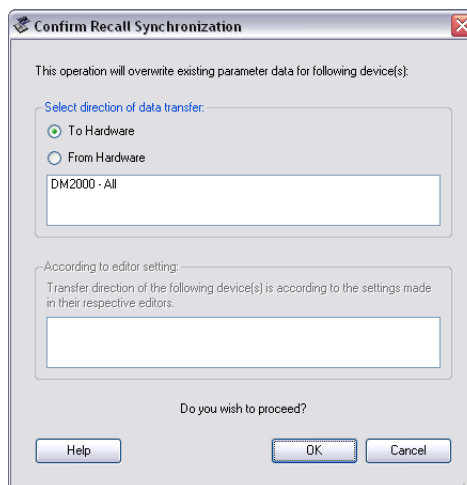 Confirm Recall Synchronization
This operation will overwrite existing parameter data for following device(s):
Select direction of data transfer:
To Hardware
From Hardware
DM2000 - All
According to editor setting:
Transfer direction of the following device(s) is according to the settings made
in their respective editors.
Do you wish to proceed?
Help
OK
Cancel